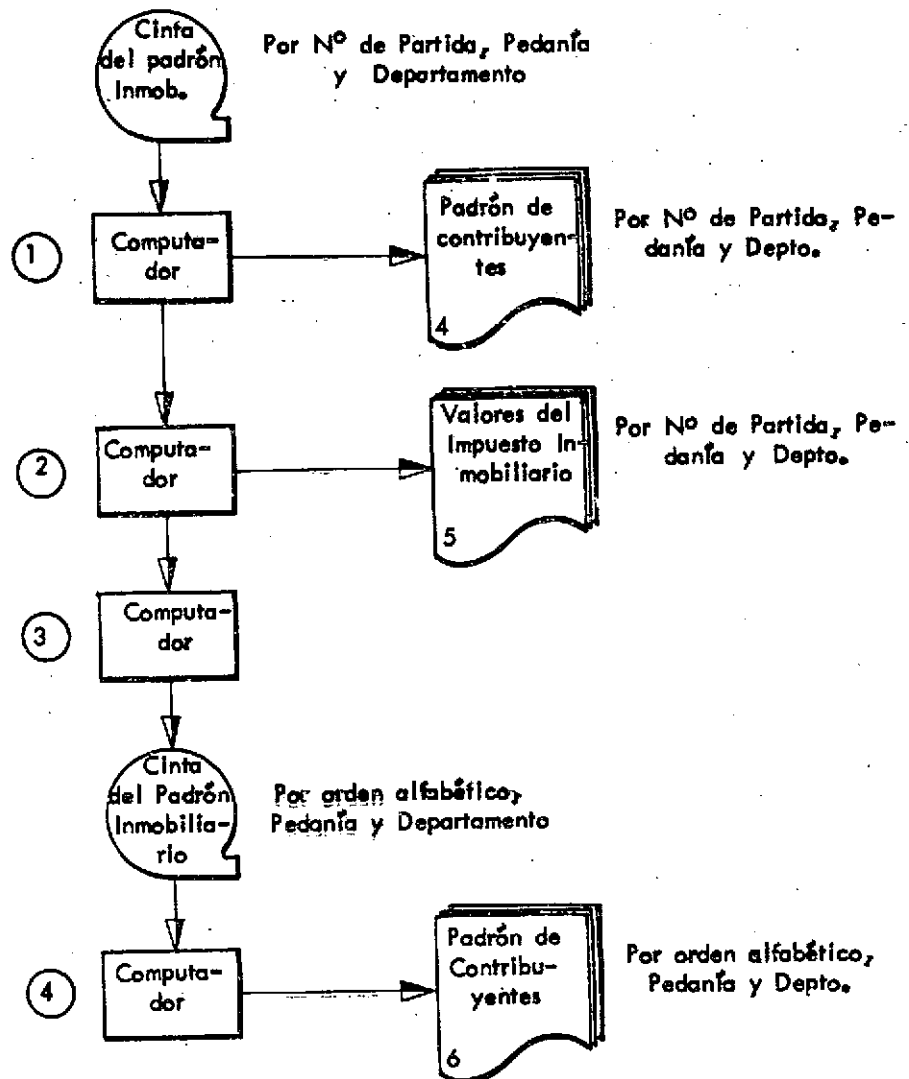 Cinta
del padrón
Inmob.
Por Nº de Partida, Pedanía
y Departamento
1
Computa-
dor
Padrón de
contribuyen-
tes
4
Por Nº de Partida, Pe-
danía y Depto.
2
Computa-
dor
Valores del
Impuesto In-
mobiliario
5
Por Nº de Partida, Pe-
danía y Depto.
3
Computa-
dor
Cinta
del Padrón
Inmobilia-
rio
Por orden alfabético,
Pedanía y Departamento
4
Computa-
dor
Padrón de
Contribu-
yentes
6
Por orden alfabético,
Pedanía y Depto.